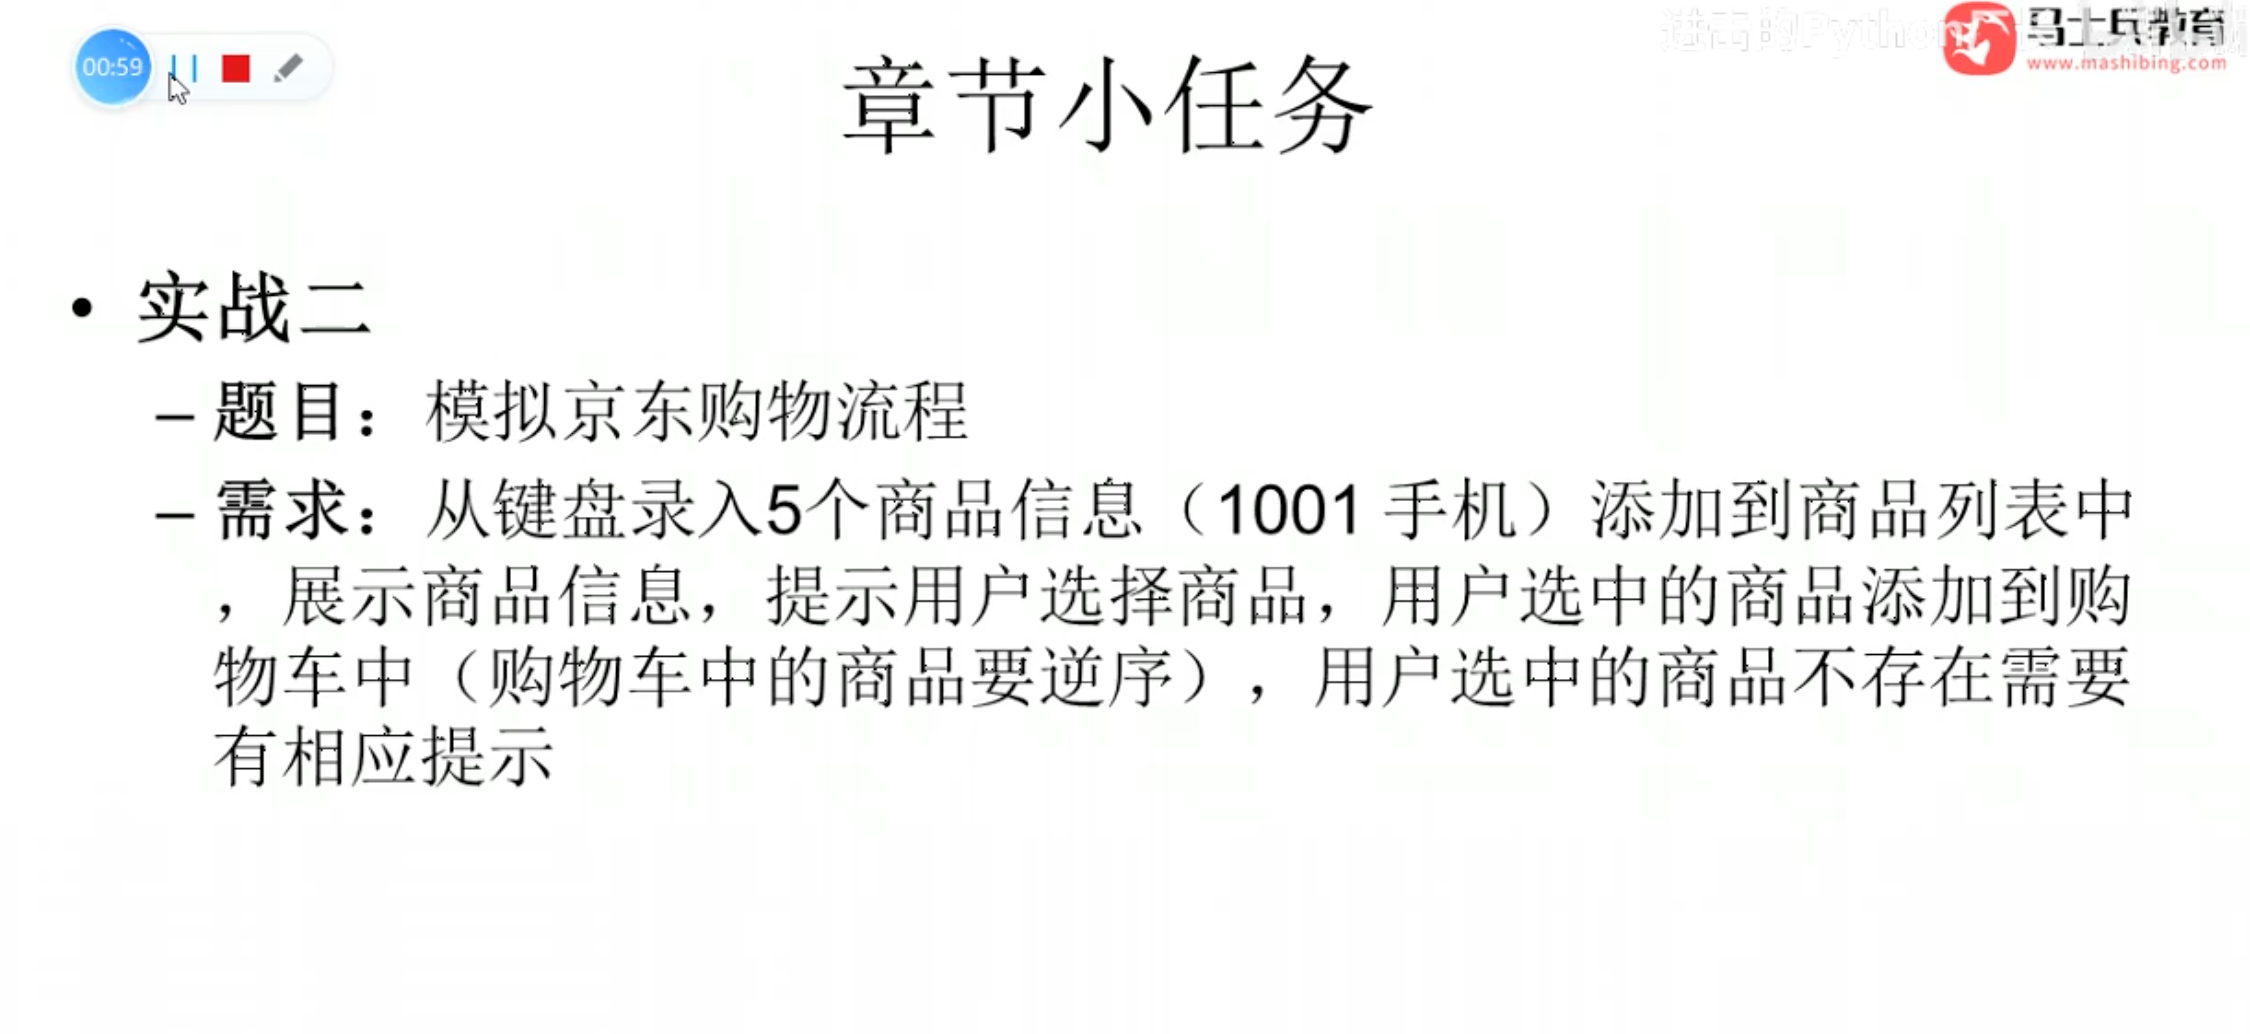 00:59
进击的Python
马士兵教育
www.mashibing.com
章节小任务
• 实战二
– 题目：模拟京东购物流程
– 需求：从键盘录入5个商品信息（1001 手机）添加到商品列表中
，展示商品信息，提示用户选择商品，用户选中的商品添加到购
物车中（购物车中的商品要逆序），用户选中的商品不存在需要
有相应提示